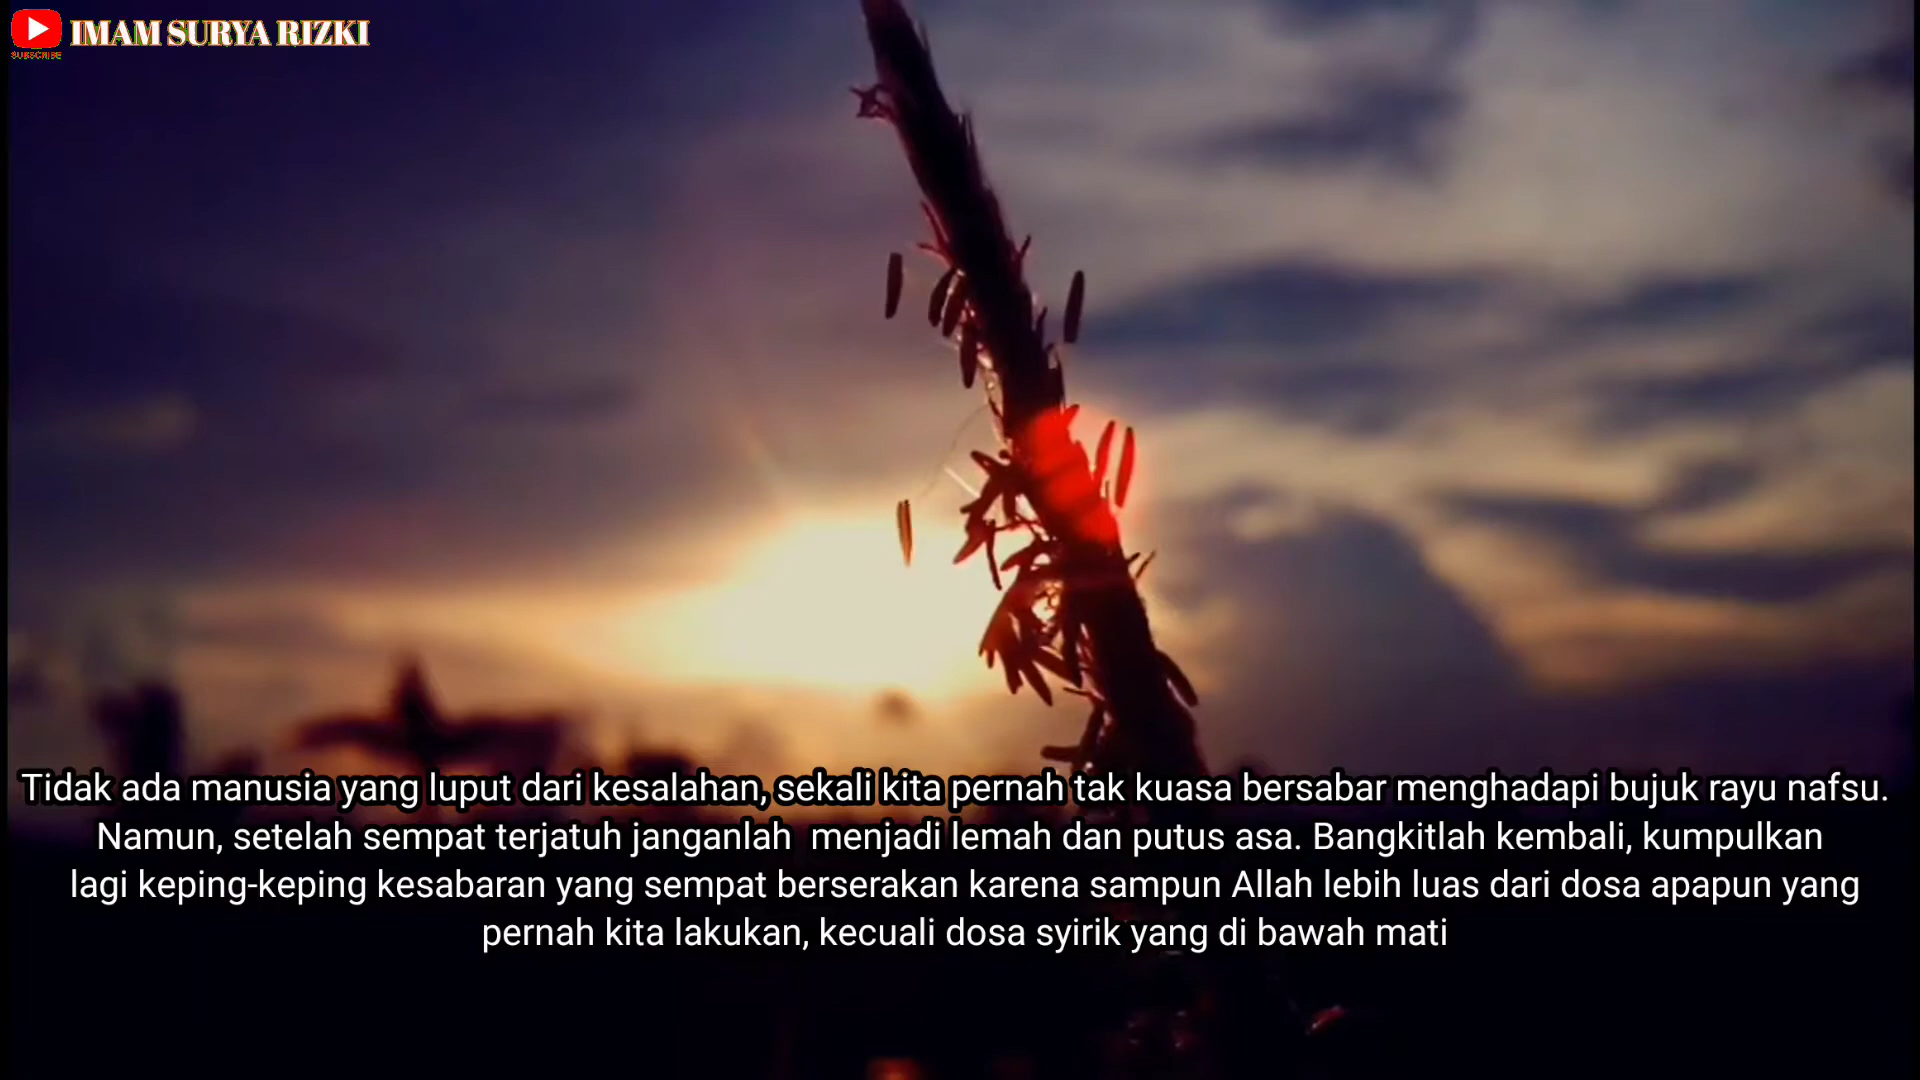 IMAM SURYA RIZKI
SUBSCRIBE
Tidak ada manusia yang luput dari kesalahan, sekali kita pernah tak kuasa bersabar menghadapi bujuk rayu nafsu.
Namun, setelah sempat terjatuh janganlah  menjadi lemah dan putus asa. Bangkitlah kembali, kumpulkan
lagi keping-keping kesabaran yang sempat berserakan karena sampun Allah lebih luas dari dosa apapun yang
pernah kita lakukan, kecuali dosa syirik yang di bawah mati